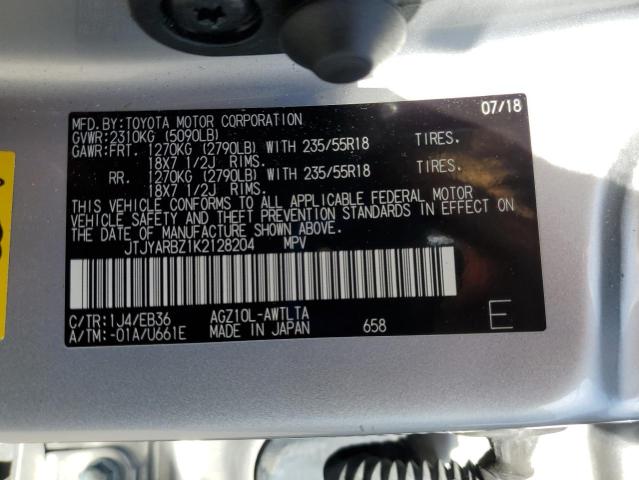 07/18
MFD.BY:TOYOTA MOTOR CORPORATION
GVWR:2310KG (5090LB)
GAWR:FRT. 1270KG (2790LB) WITH 235/55R18 TIRES.
18X7 1/2J RIMS.
RR. 1270KG (2790LB) WITH 235/55R18 TIRES.
18X7 1/2J RIMS.
THIS VEHICLE CONFORMS TO ALL APPLICABLE FEDERAL MOTOR
VEHICLE SAFETY AND THEFT PREVENTION STANDARDS IN EFFECT ON
THE DATE OF MANUFACTURE SHOWN ABOVE.
JTJYARBZ1K2128204 MPV
C/TR:1J4/EB36 AGZ10L-AWTLTA
A/TM:-01A/U661E MADE IN JAPAN 658 E